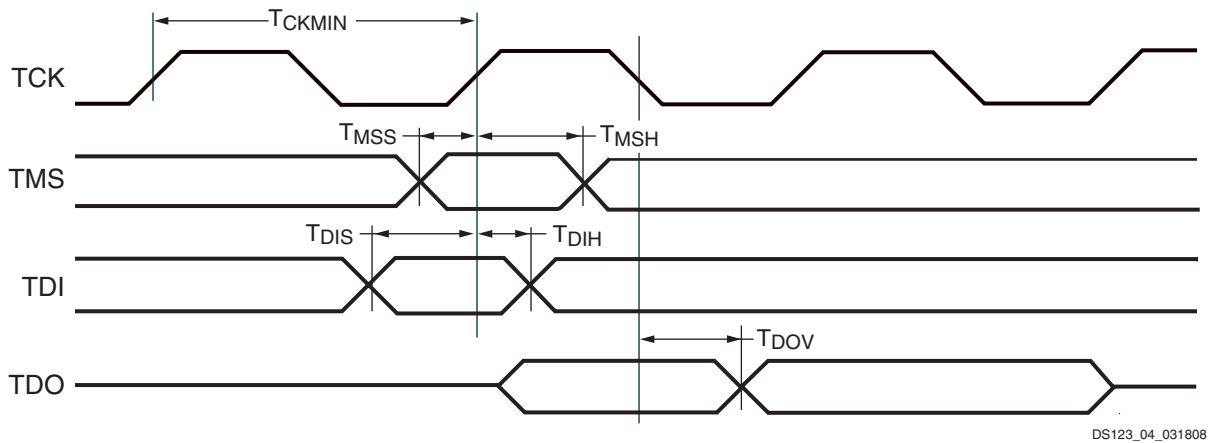 TCKMIN
TCK
TMSS
TMSH
TMS
TDIS
TDIH
TDI
TDOV
TDO
DS123_04_031808